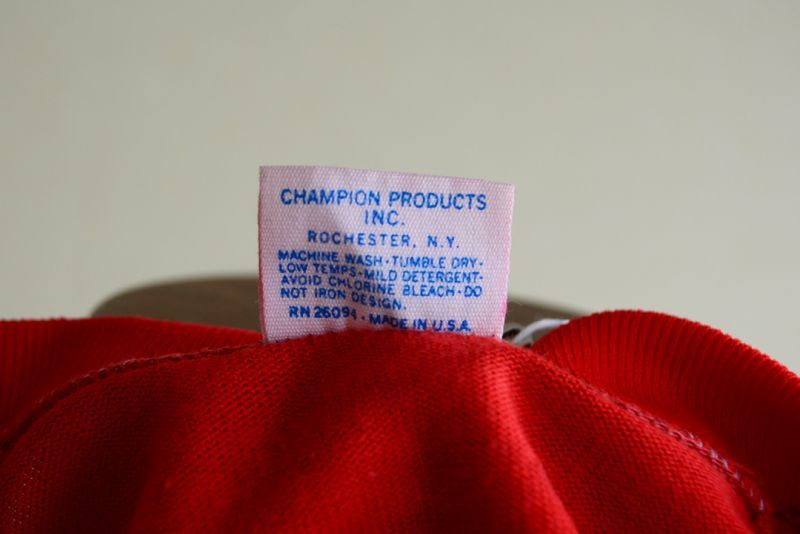 CHAMPION PRODUCTS
INC.
ROCHESTER, N.Y.
MACHINE WASH·TUMBLE DRY·
LOW TEMPS·MILD DETERGENT·
AVOID CHLORINE BLEACH·DO
NOT IRON DESIGN.
RN 26094 · MADE IN U.S.A.